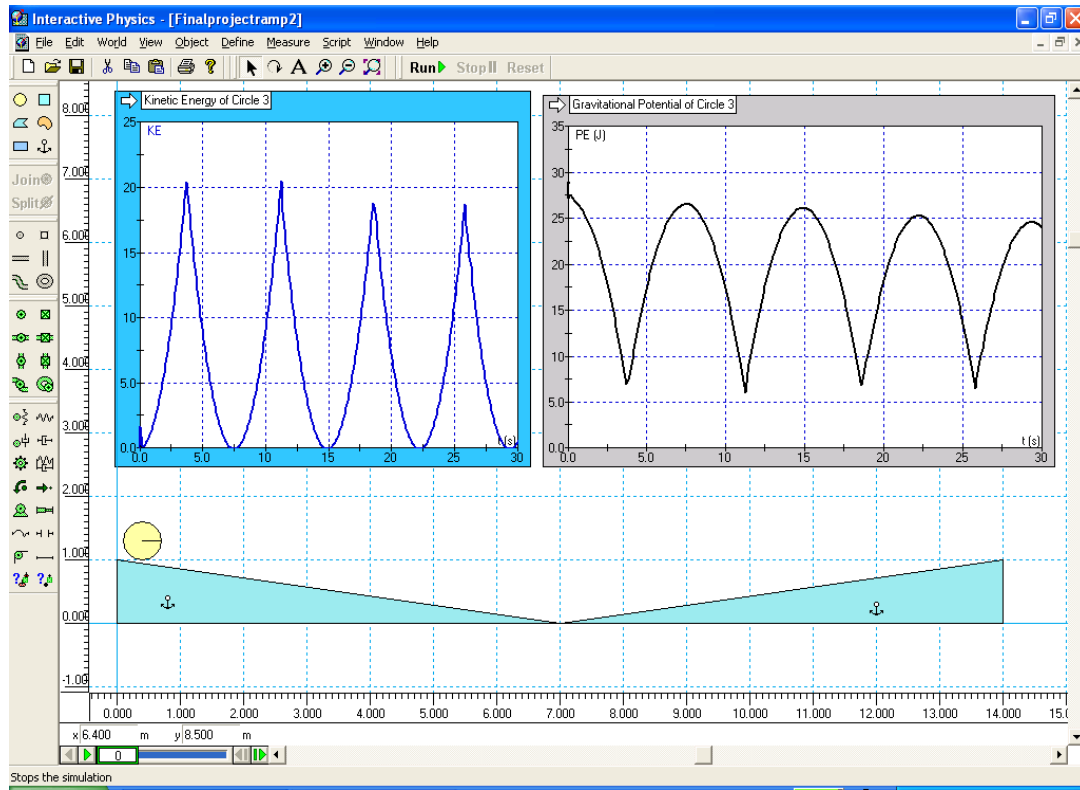 Interactive Physics - [Finalprojectramp2]
File Edit World View Object Define Measure Script Window Help
Run Stop Reset
Join
Split
Kinetic Energy of Circle 3
KE
25
20
15
10
5.0
0.0
0.0 5.0 10 15 20 25 30
t (s)
Gravitational Potential of Circle 3
PE (J)
35
30
25
20
15
10
5.0
0.0
0.0 5.0 10 15 20 25 30
t (s)
8.000
7.000
6.000
5.000
4.000
3.000
2.000
1.000
0.000
-1.00
0.000 1.000 2.000 3.000 4.000 5.000 6.000 7.000 8.000 9.000 10.000 11.000 12.000 13.000 14.000 15.0
x 6.400 m y 8.500 m
0
Stops the simulation